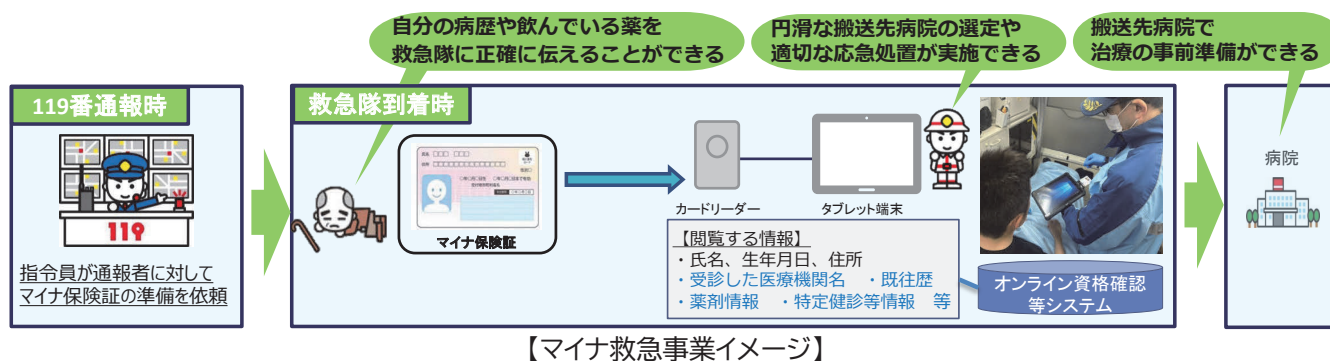 自分の病歴や飲んでいる薬を
救急隊に正確に伝えることができる
円滑な搬送先病院の選定や
適切な応急処置が実施できる
搬送先病院で
治療の事前準備ができる
119番通報時
119
指令員が通報者に対して
マイナ保険証の準備を依頼
救急隊到着時
マイナ保険証
カードリーダー
タブレット端末
【閲覧する情報】
・氏名、生年月日、住所
・受診した医療機関名 ・既往歴
・薬剤情報 ・特定健診等情報 等
オンライン資格確認
等システム
病院
【マイナ救急事業イメージ】